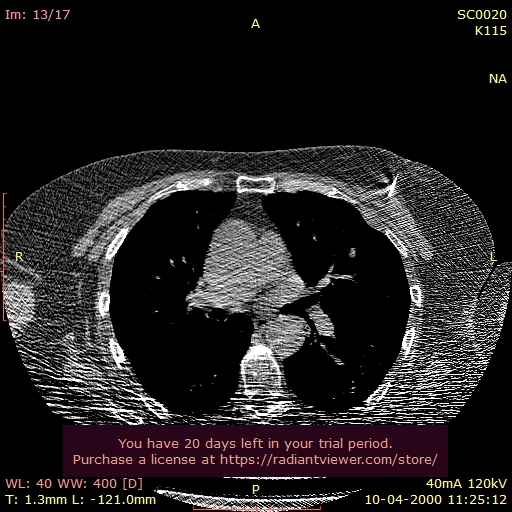 Im: 13/17
A
SC0020
K115
NA
R
L
You have 20 days left in your trial period.
Purchase a license at https://radiantviewer.com/store/
WL: 40 WW: 400 [D]
T: 1.3mm L: -121.0mm
P
40mA 120kV
10-04-2000 11:25:12